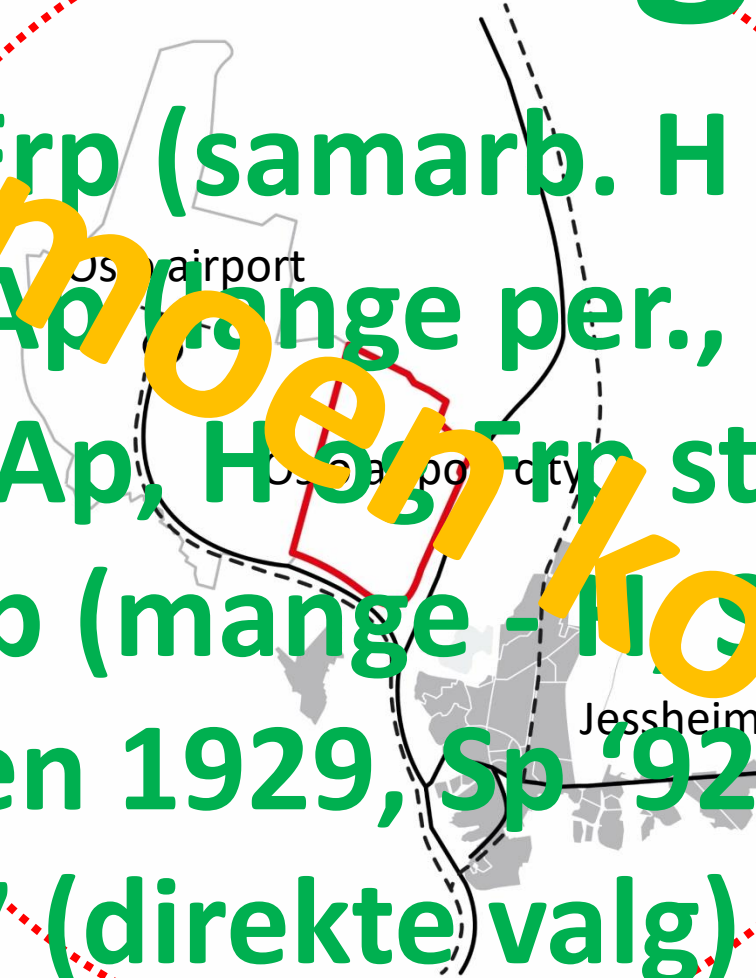 Frp (samarb. H
Oslo airport
Ap (lange per.,
moen ko
Ap, H og Frp st
Oslo airport city
p (mange - H, S
Jessheim
en 1929, Sp ‘92
(direkte valg)